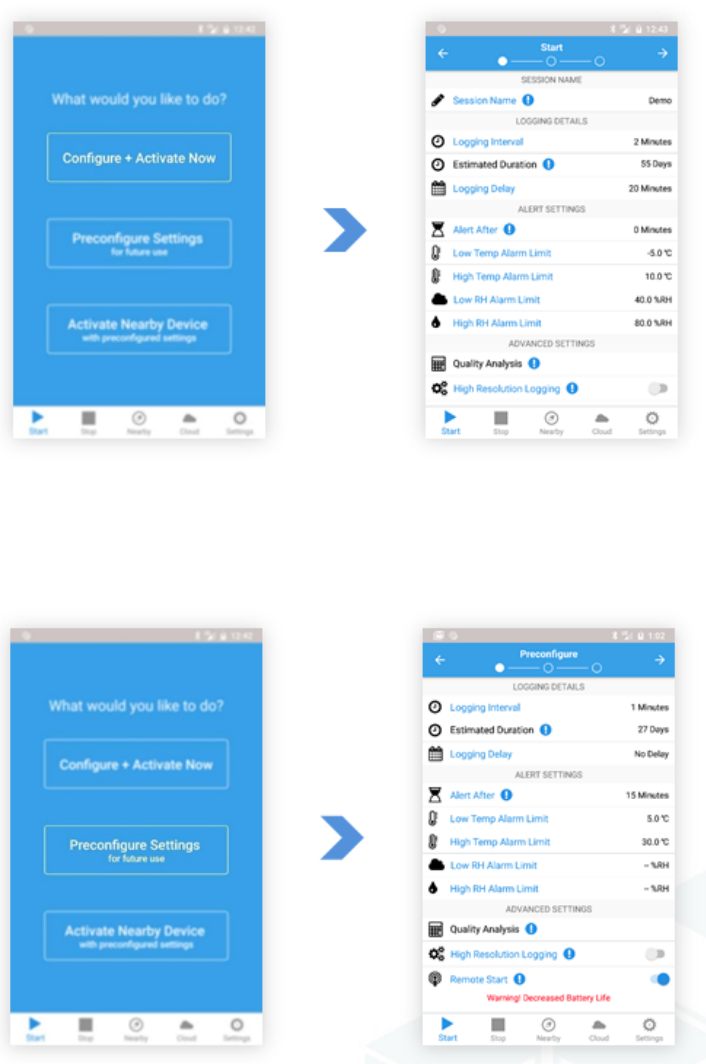 12:42
What would you like to do?
Configure + Activate Now
Preconfigure Settings
for future use
Activate Nearby Device
with preconfigured settings
Start Stop Nearby Cloud Settings
12:43
Start
SESSION NAME
Session Name Demo
LOGGING DETAILS
Logging Interval 2 Minutes
Estimated Duration 55 Days
Logging Delay 20 Minutes
ALERT SETTINGS
Alert After 0 Minutes
Low Temp Alarm Limit -5.0 °C
High Temp Alarm Limit 10.0 °C
Low RH Alarm Limit 40.0 %RH
High RH Alarm Limit 80.0 %RH
ADVANCED SETTINGS
Quality Analysis
High Resolution Logging
Start Stop Nearby Cloud Settings
12:42
What would you like to do?
Configure + Activate Now
Preconfigure Settings
for future use
Activate Nearby Device
with preconfigured settings
Start Stop Nearby Cloud Settings
1:02
Preconfigure
LOGGING DETAILS
Logging Interval 1 Minutes
Estimated Duration 27 Days
Logging Delay No Delay
ALERT SETTINGS
Alert After 15 Minutes
Low Temp Alarm Limit 5.0 °C
High Temp Alarm Limit 30.0 °C
Low RH Alarm Limit -- %RH
High RH Alarm Limit -- %RH
ADVANCED SETTINGS
Quality Analysis
High Resolution Logging
Remote Start
Warning! Decreased Battery Life
Start Stop Nearby Cloud Settings